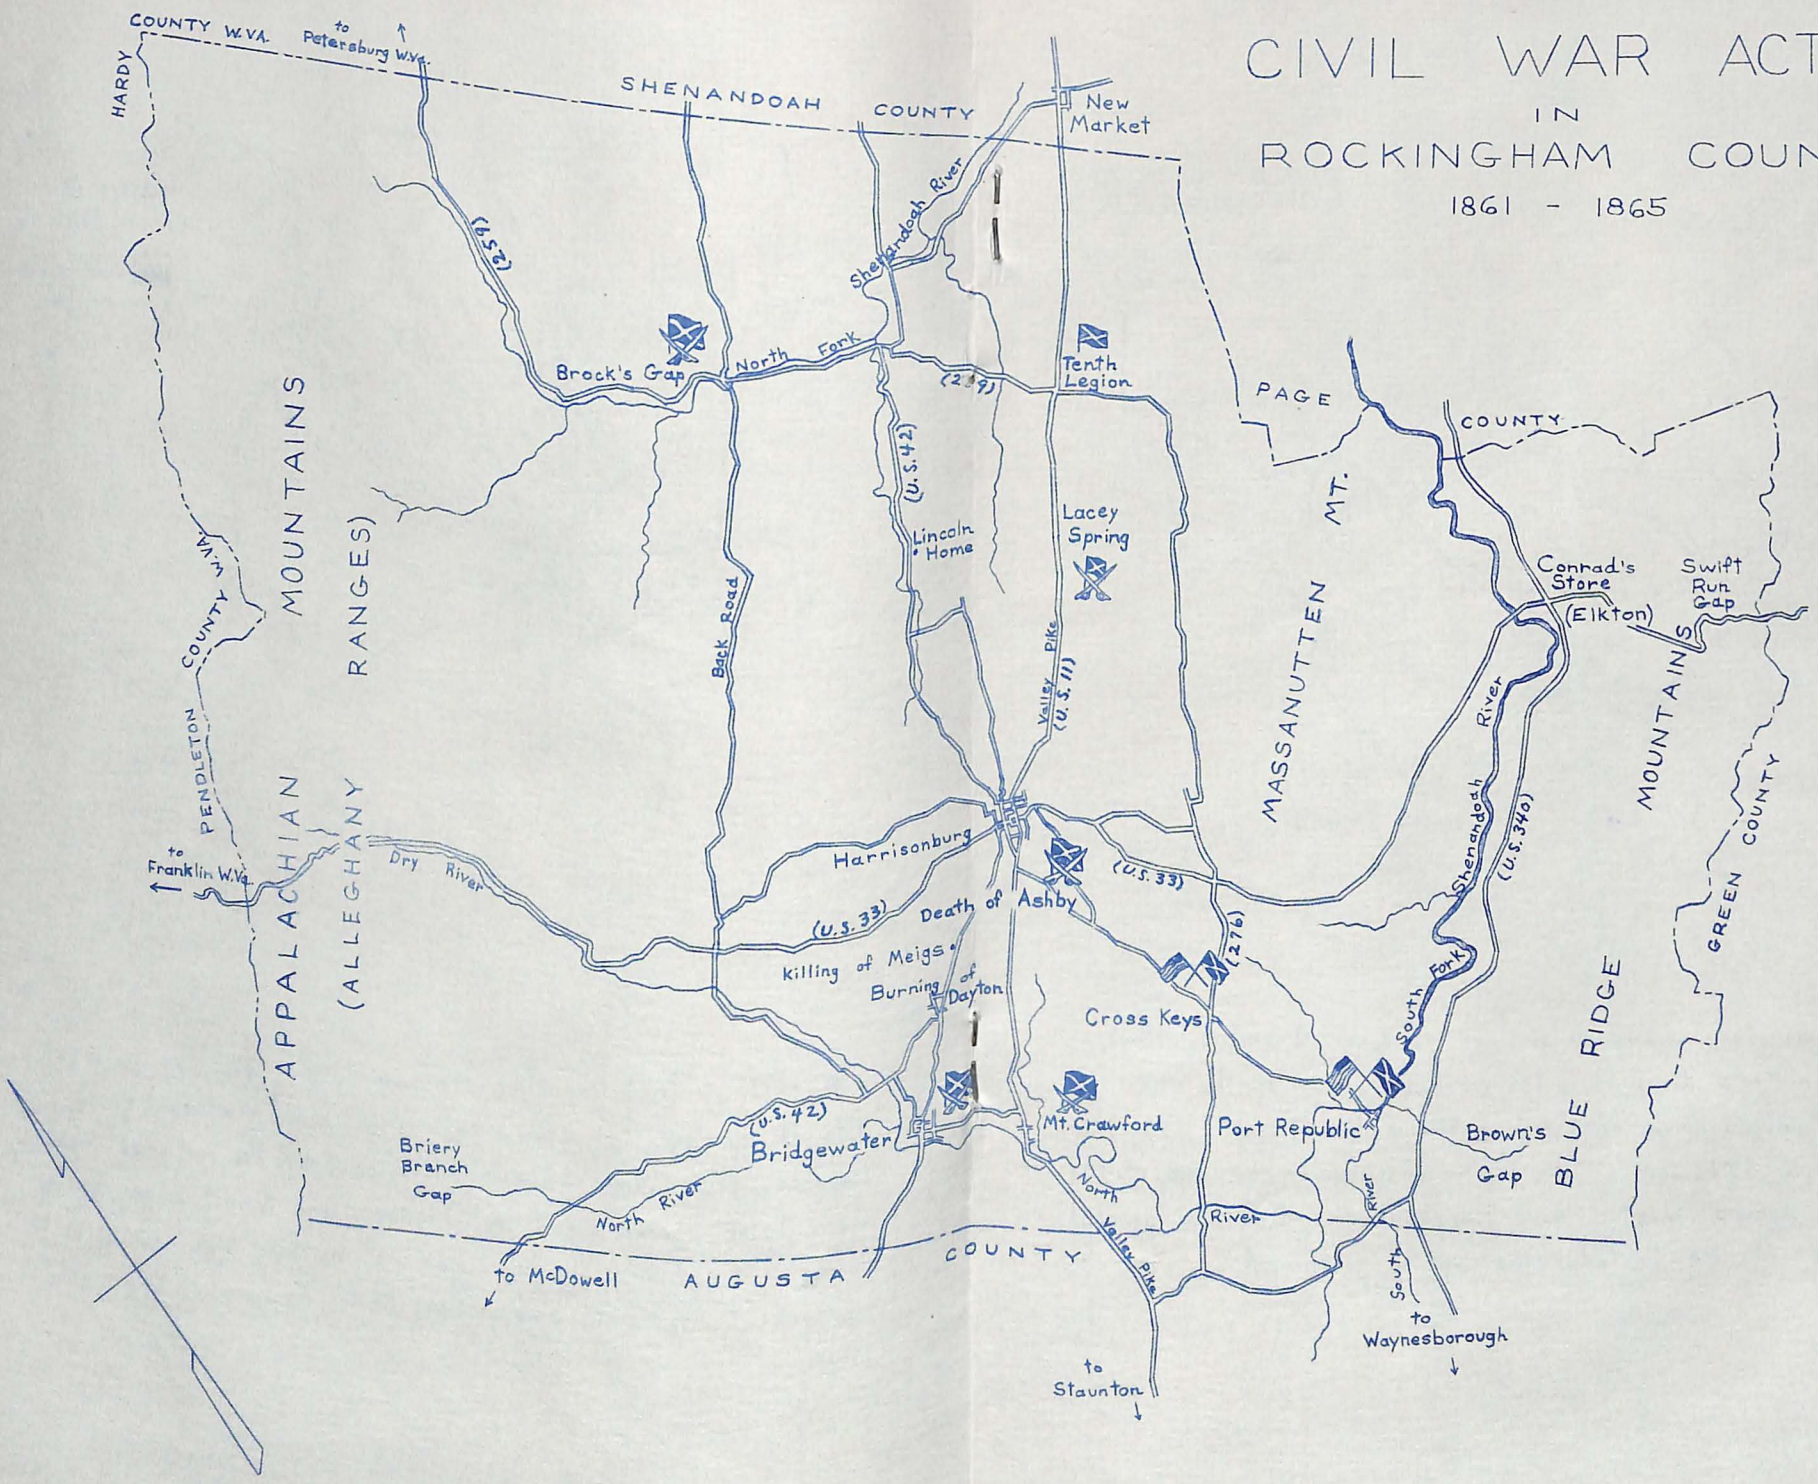 CIVIL WAR ACT
IN
ROCKINGHAM COUN
1861 - 1865
COUNTY W.VA.
to
Petersburg W.Va.
HARDY
SHENANDOAH COUNTY
New
Market
Shenandoah River
(259)
Brock's Gap
North Fork
Tenth
Legion
PAGE
COUNTY
(U.S. 42)
MOUNTAINS
RANGES)
MT.
Lacey
Spring
Lincoln
Home
Conrad's
Store
(Elkton)
Swift
Run
Gap
COUNTY W.VA.
Back Road
Valley Pike
(U.S. 11)
MASSANUTTEN
River
MOUNTAINS
PENDLETON
Shenandoah
(U.S. 340)
GREEN COUNTY
to
Franklin W.Va.
Dry River
Harrisonburg
(U.S. 33)
Death of Ashby
(U.S. 33)
(276)
APPALACHIAN
(ALLEGHANY
Killing of Meigs
Burning of
Dayton
Cross Keys
South Fork
BLUE RIDGE
(U.S. 42)
Bridgewater
Mt. Crawford
Port Republic
Brown's
Gap
Briery
Branch
Gap
North River
North
River
River
South
Valley Pike
to McDowell
AUGUSTA COUNTY
to
Waynesborough
to
Staunton